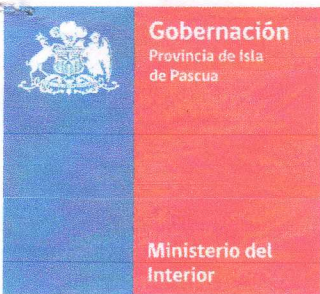 Gobernación
Provincia de Isla
de Pascua
Ministerio del
Interior